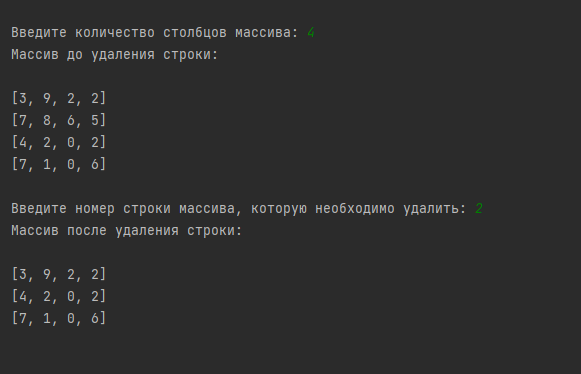 Введите количество столбцов массива: 4
Массив до удаления строки:
[3, 9, 2, 2]
[7, 8, 6, 5]
[4, 2, 0, 2]
[7, 1, 0, 6]
Введите номер строки массива, которую необходимо удалить: 2
Массив после удаления строки:
[3, 9, 2, 2]
[4, 2, 0, 2]
[7, 1, 0, 6]